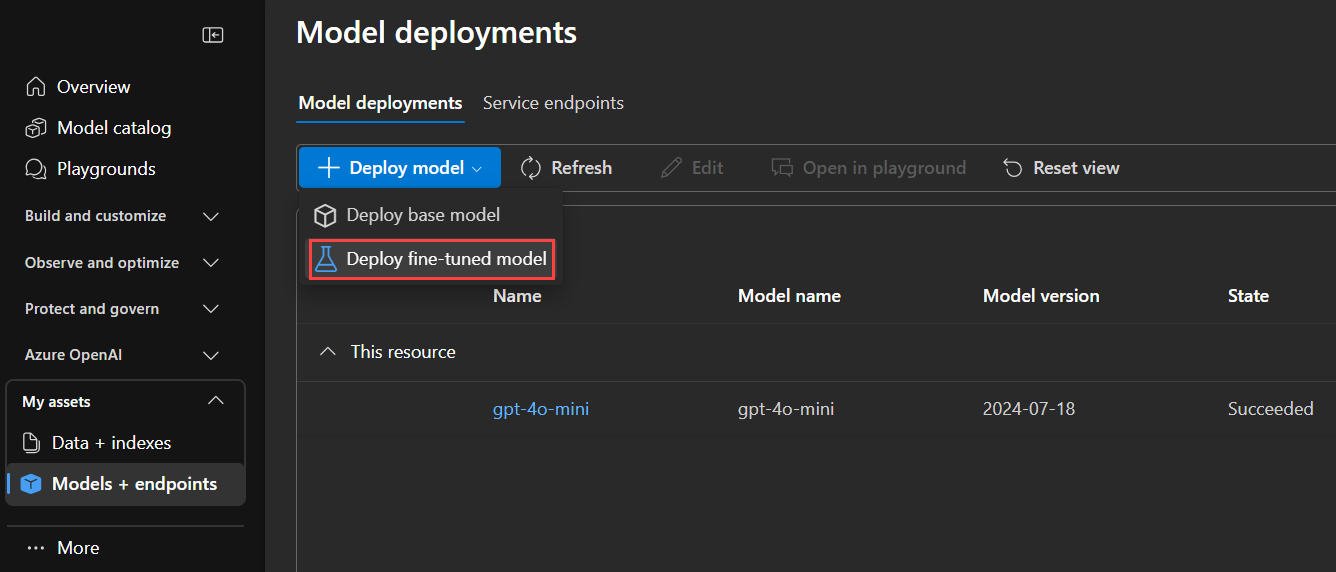 Overview
Model catalog
Playgrounds
Build and customize
Observe and optimize
Protect and govern
Azure OpenAI
My assets
Data + indexes
Models + endpoints
More
Model deployments
Model deployments Service endpoints
Deploy model Refresh Edit Open in playground Reset view
Deploy base model
Deploy fine-tuned model
Name Model name Model version State
This resource
gpt-4o-mini gpt-4o-mini 2024-07-18 Succeeded